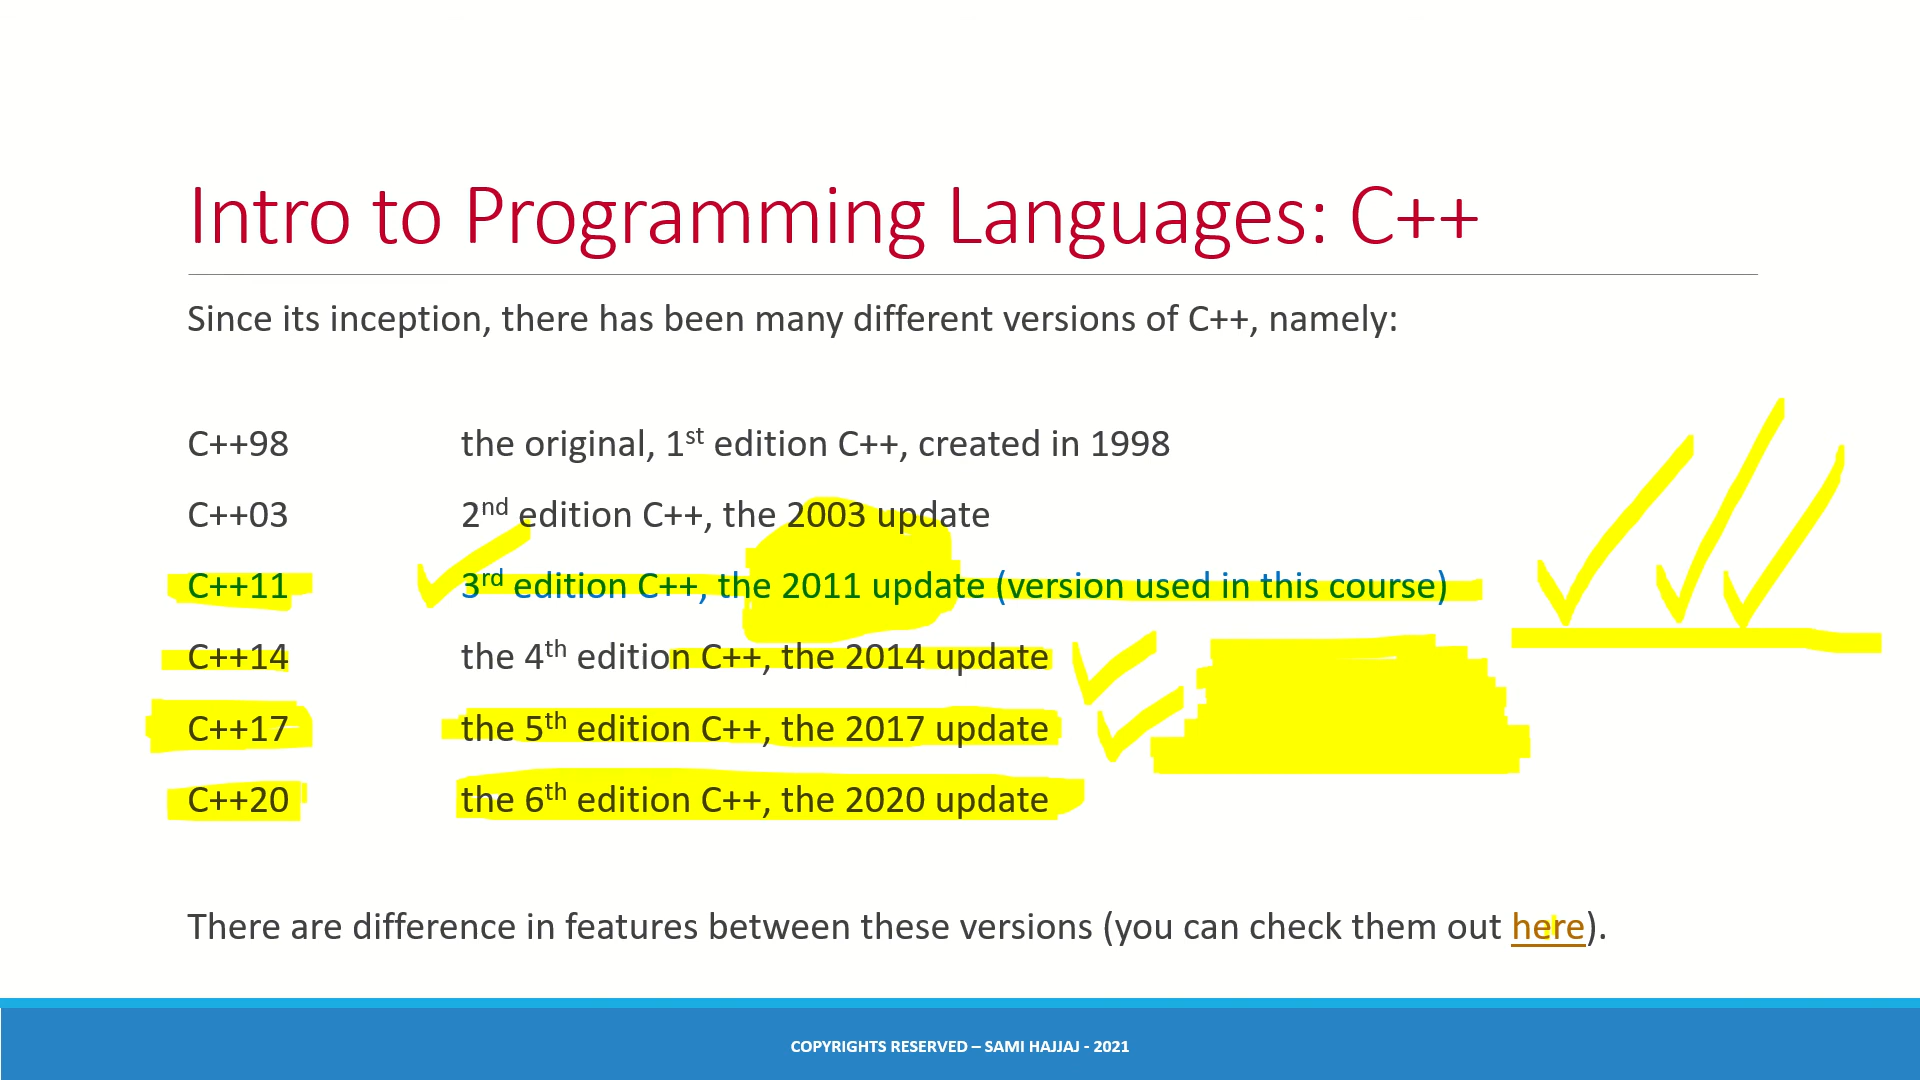 Intro to Programming Languages: C++
Since its inception, there has been many different versions of C++, namely:
C++98 the original, 1st edition C++, created in 1998
C++03 2nd edition C++, the 2003 update
C++11 3rd edition C++, the 2011 update (version used in this course)
C++14 the 4th edition C++, the 2014 update
C++17 the 5th edition C++, the 2017 update
C++20 the 6th edition C++, the 2020 update
There are difference in features between these versions (you can check them out here).
COPYRIGHTS RESERVED – SAMI HAJJAJ - 2021